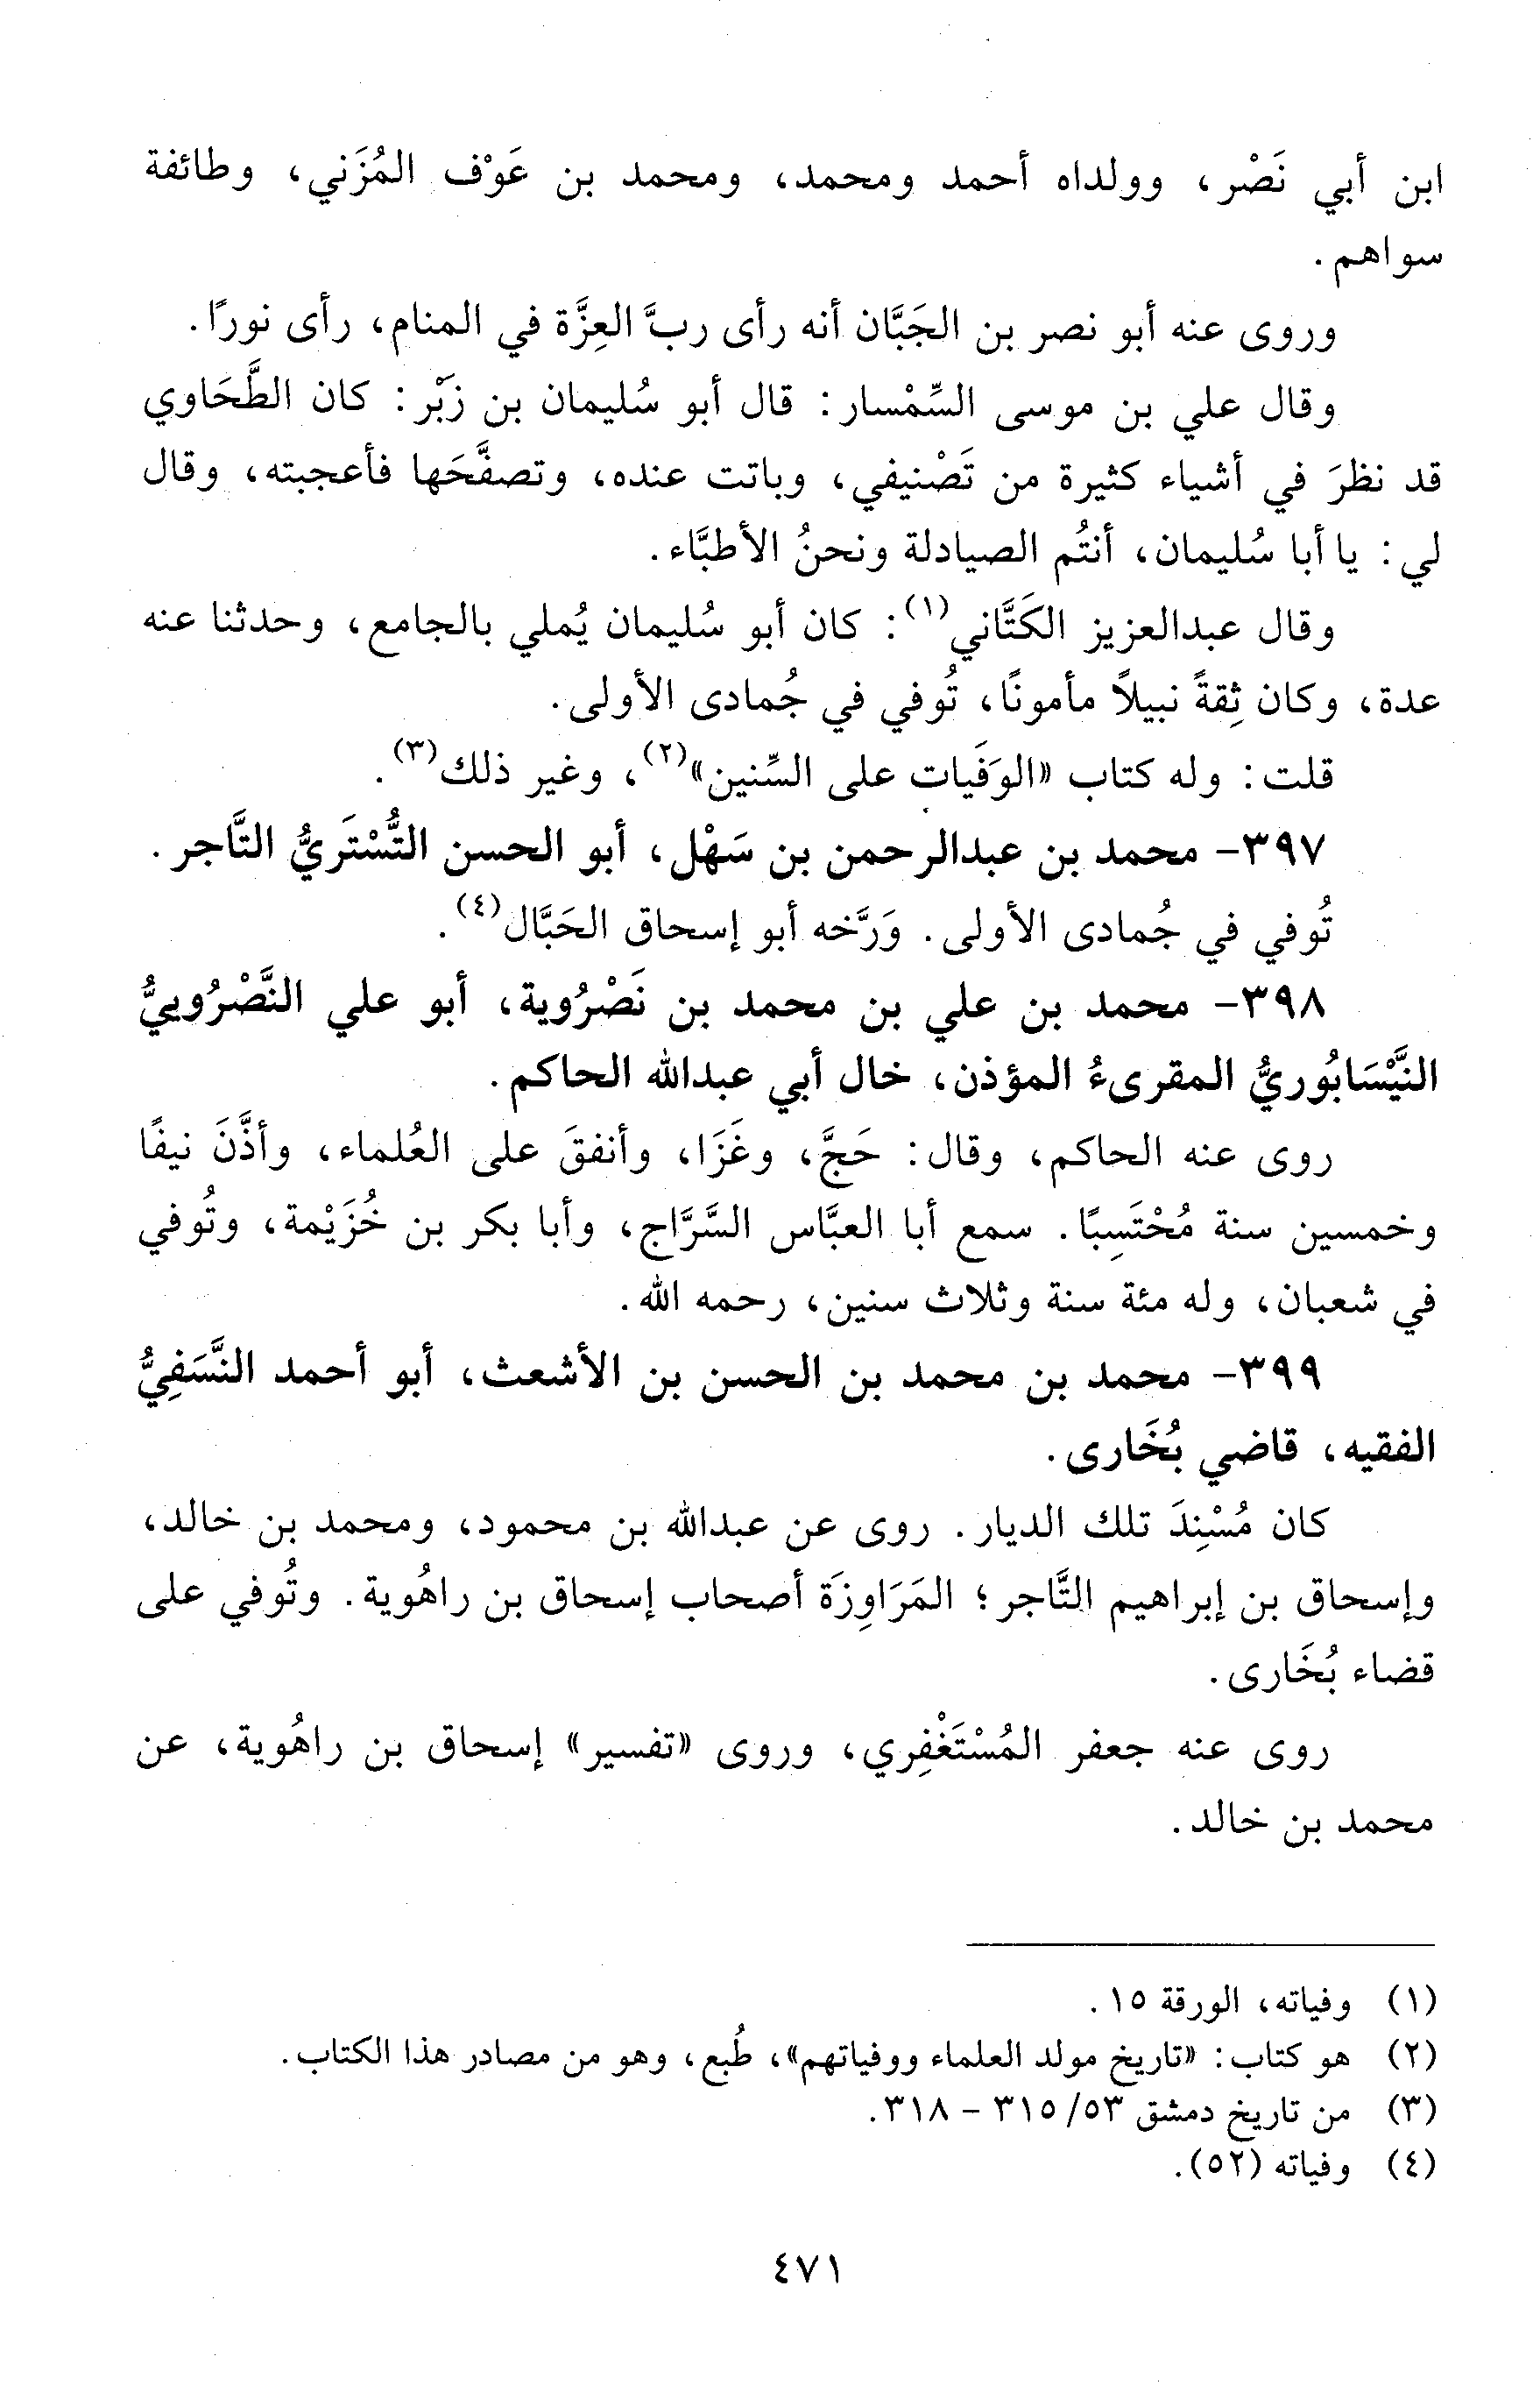 ابن أبي نَصْر، وولداه أحمد ومحمد، ومحمد بن عَوْف المُزَني، وطائفة
سواهم.
وروى عنه أبو نصر بن الجَبَّان أنه رأى ربَّ العِزَّة في المنام، رأى نورًا.
وقال علي بن موسى السِّمْسار: قال أبو سُليمان بن زَبْر: كان الطَّحَاوي
قد نظرَ في أشياء كثيرة من تَصْنيفي، وباتت عنده، وتصفَّحَها فأعجبته، وقال
لي: يا أبا سُليمان، أنتُم الصيادلة ونحنُ الأطبَّاء.
وقال عبدالعزيز الكَتَّاني(١): كان أبو سُليمان يُملي بالجامع، وحدثنا عنه
عدة، وكان ثِقةً نبيلاً مأمونًا، تُوفي في جُمادى الأولى.
قلت: وله كتاب «الوَفَيات على السِّنين»(٢)، وغير ذلك(٣).
٣٩٧- محمد بن عبدالرحمن بن سَهْل، أبو الحسن التُّسْتَريُّ التَّاجر.
تُوفي في جُمادى الأولى. وَرَّخه أبو إسحاق الحَبَّال(٤).
٣٩٨- محمد بن علي بن محمد بن نَصْرُوية، أبو علي النَّصْرُوييُّ
النَّيْسَابُوريُّ المقرىءُ المؤذن، خال أبي عبدالله الحاكم.
روى عنه الحاكم، وقال: حَجَّ، وغَزَا، وأنفقَ على العُلماء، وأذَّنَ نيفًا
وخمسين سنة مُحْتَسِبًا. سمع أبا العبَّاس السَّرَّاج، وأبا بكر بن خُزَيْمة، وتُوفي
في شعبان، وله مئة سنة وثلاث سنين، رحمه الله.
٣٩٩- محمد بن محمد بن الحسن بن الأشعث، أبو أحمد النَّسَفِيُّ
الفقيه، قاضي بُخَارى.
كان مُسْنِدَ تلك الديار. روى عن عبدالله بن محمود، ومحمد بن خالد،
وإسحاق بن إبراهيم التَّاجر؛ المَرَاوِزَة أصحاب إسحاق بن راهُوية. وتُوفي على
قضاء بُخَارى.
روى عنه جعفر المُسْتَغْفِري، وروى «تفسير» إسحاق بن راهُوية، عن
محمد بن خالد.
(١) وفياته، الورقة ١٥.
(٢) هو كتاب: «تاريخ مولد العلماء ووفياتهم»، طُبع، وهو من مصادر هذا الكتاب.
(٣) من تاريخ دمشق ٥٣/ ٣١٥ - ٣١٨.
(٤) وفياته (٥٢).
٤٧١